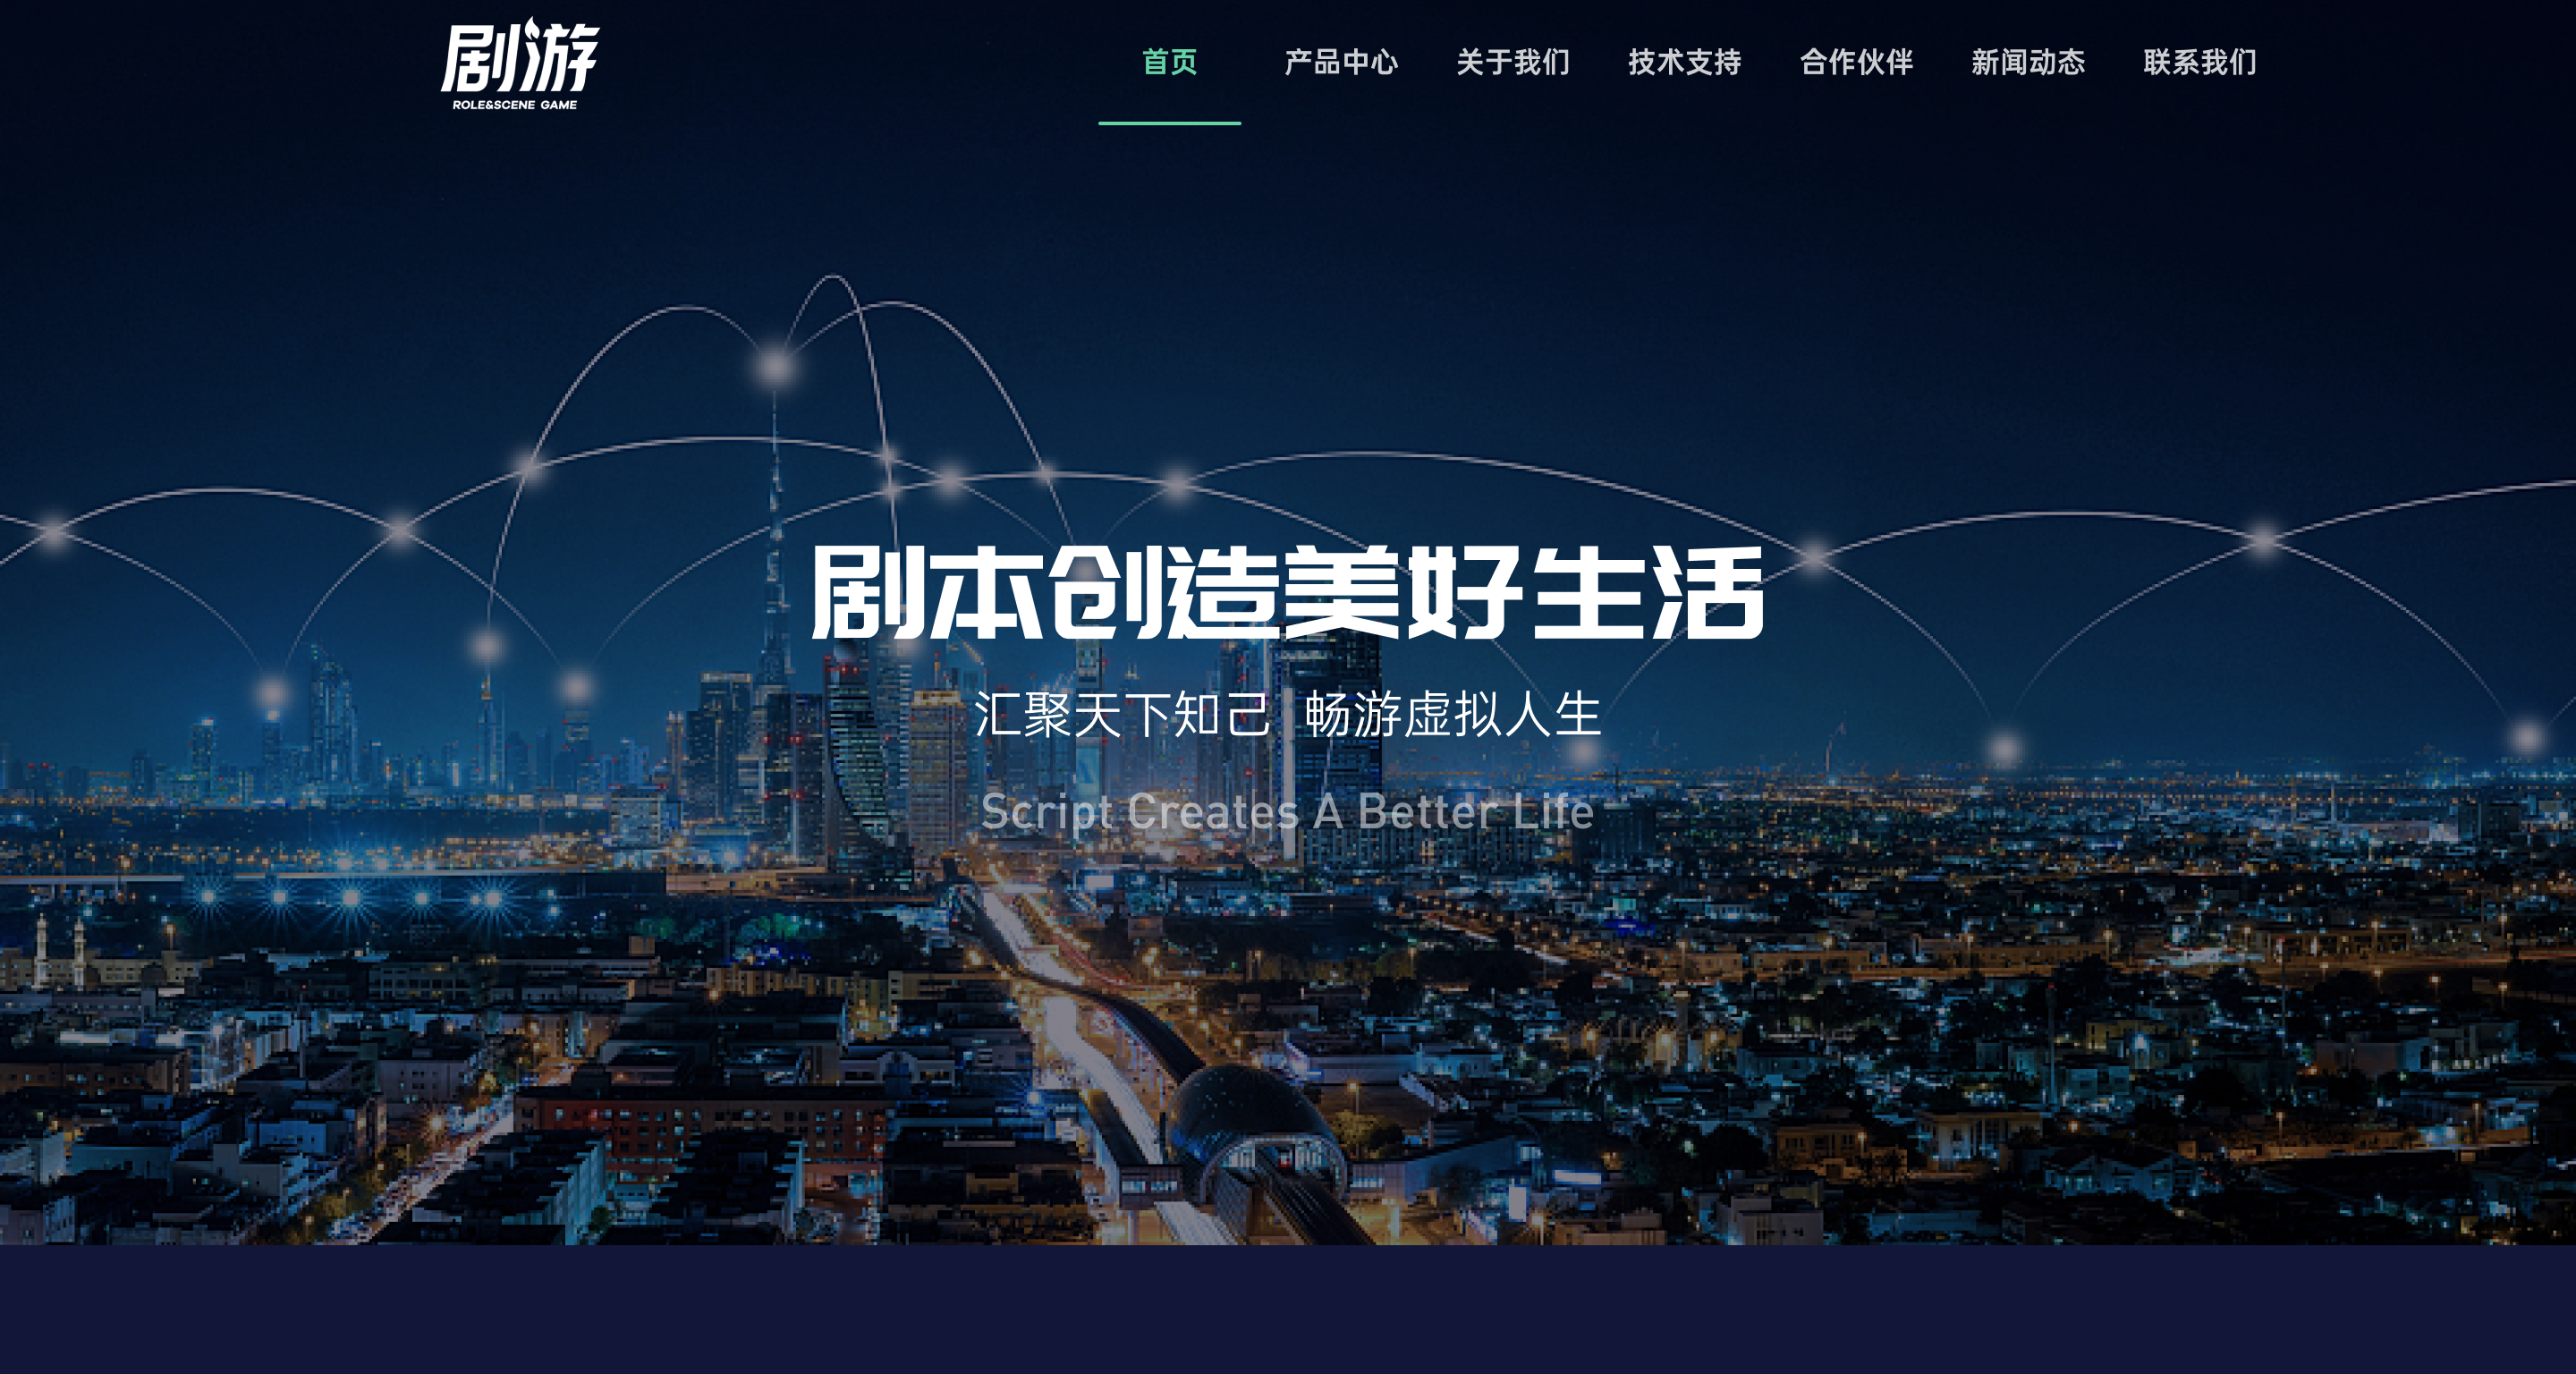 剧游
ROLE&SCENE GAME
首页 产品中心 关于我们 技术支持 合作伙伴 新闻动态 联系我们
剧本创造美好生活
汇聚天下知己 畅游虚拟人生
Script Creates A Better Life